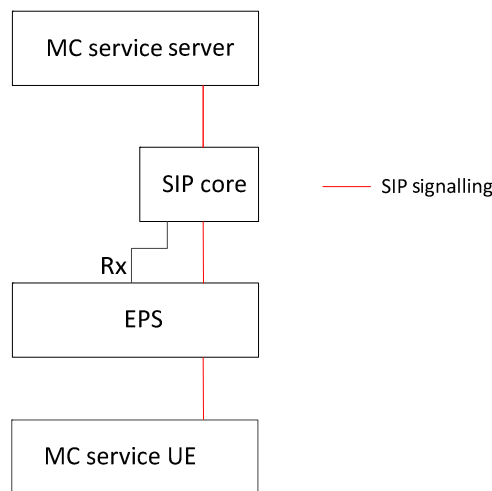 MC service server
SIP core
SIP signalling
Rx
EPS
MC service UE